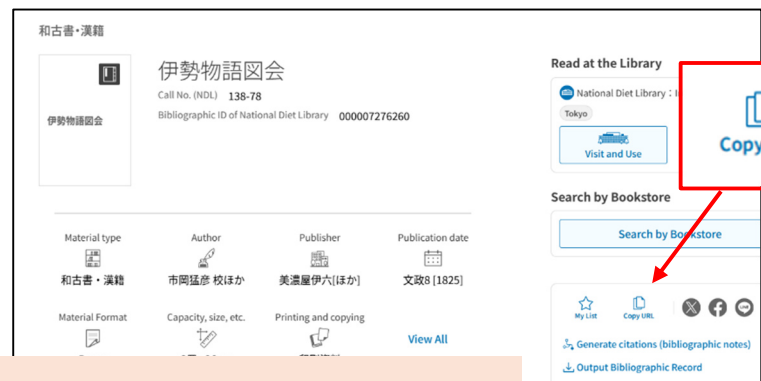 和古書・漢籍
伊勢物語図会
Call No. (NDL) 138-78
Bibliographic ID of National Diet Library 000007276260
伊勢物語図会
Material type
和古書・漢籍
Author
市岡猛彦 校ほか
Publisher
美濃屋伊六[ほか]
Publication date
文政8 [1825]
Material Format
Capacity, size, etc.
Printing and copying
View All
Read at the Library
National Diet Library :
Tokyo
Visit and Use
Copy
Search by Bookstore
Search by Bookstore
My List
Copy URL
LINE
Generate citations (bibliographic notes)
Output Bibliographic Record